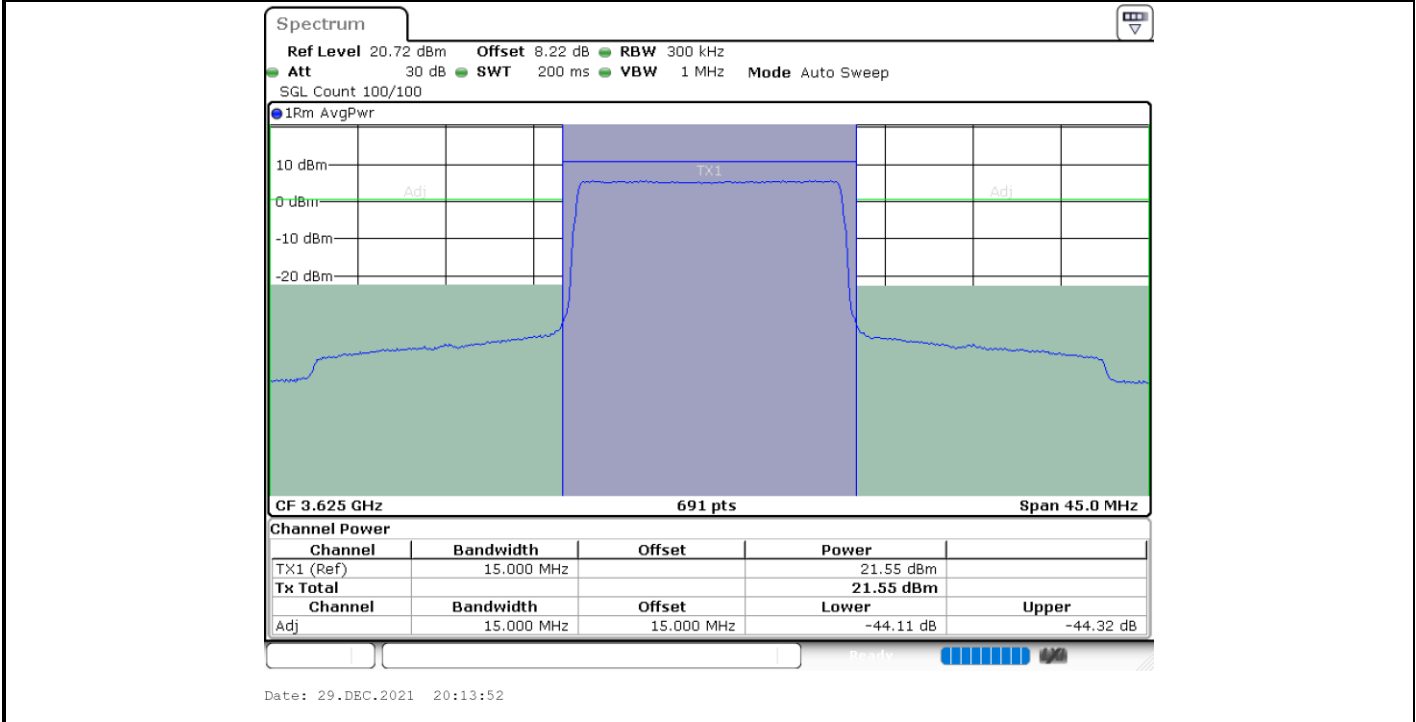 Spectrum
Ref Level 20.72 dBm Offset 8.22 dB RBW 300 kHz
Att 30 dB SWT 200 ms VBW 1 MHz Mode Auto Sweep
SGL Count 100/100
1Rm AvgPwr
10 dBm
TX1
Adj Adj
0 dBm
-10 dBm
-20 dBm
CF 3.625 GHz 691 pts Span 45.0 MHz
Channel Power
Channel Bandwidth Offset Power
TX1 (Ref) 15.000 MHz 21.55 dBm
Tx Total 21.55 dBm
Channel Bandwidth Offset Lower Upper
Adj 15.000 MHz 15.000 MHz -44.11 dB -44.32 dB
Ready
Date: 29.DEC.2021 20:13:52